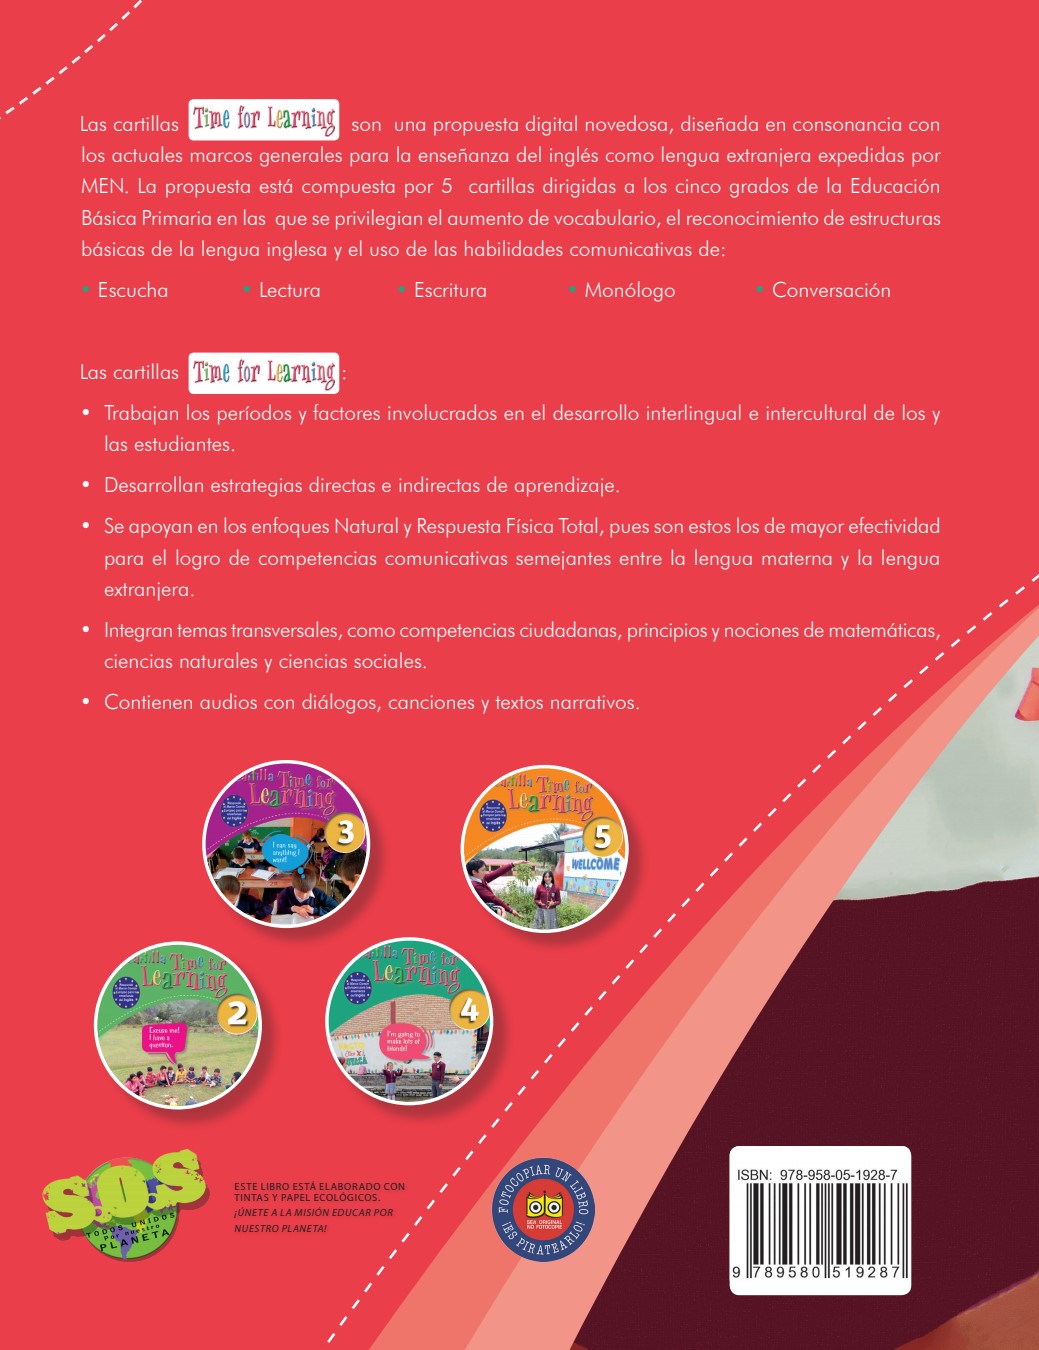 Las cartillas Time for Learning son una propuesta digital novedosa, diseñada en consonancia con
los actuales marcos generales para la enseñanza del inglés como lengua extranjera expedidas por
MEN. La propuesta está compuesta por 5 cartillas dirigidas a los cinco grados de la Educación
Básica Primaria en las que se privilegian el aumento de vocabulario, el reconocimiento de estructuras
básicas de la lengua inglesa y el uso de las habilidades comunicativas de:
• Escucha • Lectura • Escritura • Monólogo • Conversación
Las cartillas Time for Learning:
• Trabajan los períodos y factores involucrados en el desarrollo interlingual e intercultural de los y
las estudiantes.
• Desarrollan estrategias directas e indirectas de aprendizaje.
• Se apoyan en los enfoques Natural y Respuesta Física Total, pues son estos los de mayor efectividad
para el logro de competencias comunicativas semejantes entre la lengua materna y la lengua
extranjera.
• Integran temas transversales, como competencias ciudadanas, principios y nociones de matemáticas,
ciencias naturales y ciencias sociales.
• Contienen audios con diálogos, canciones y textos narrativos.
Time for
Learning
3
I can say
anything I
want!
Time for
Learning
5
WELLCOME
Time for
Learning
2
Excuse me!
I have a
question.
Time for
Learning
4
I'm going to
make lots of
friends!
S.O.S
TODOS UNIDOS
Por nuestro
PLANETA
ESTE LIBRO ESTÁ ELABORADO CON
TINTAS Y PAPEL ECOLÓGICOS.
¡ÚNETE A LA MISIÓN EDUCAR POR
NUESTRO PLANETA!
FOTOCOPIAR UN LIBRO
SEA ORIGINAL
NO FOTOCOPIE
¡ES PIRATEARLO!
ISBN: 978-958-05-1928-7
9 789580 519287